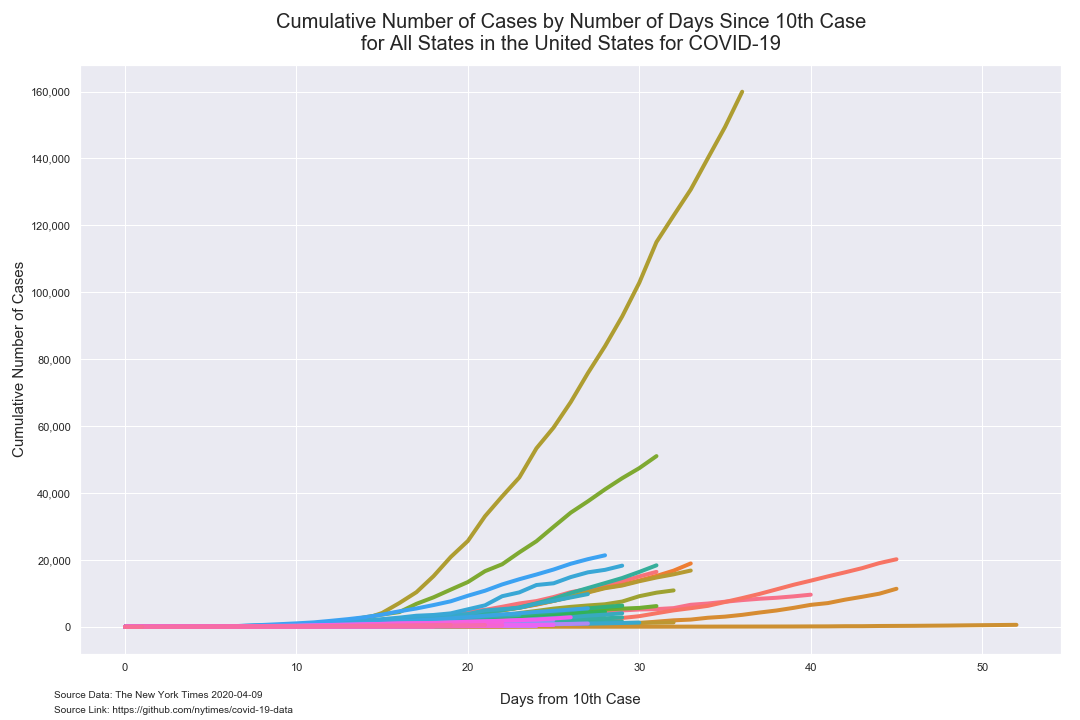 Cumulative Number of Cases by Number of Days Since 10th Case
for All States in the United States for COVID-19
Cumulative Number of Cases
160,000
140,000
120,000
100,000
80,000
60,000
40,000
20,000
0
0 10 20 30 40 50
Days from 10th Case
Source Data: The New York Times 2020-04-09
Source Link: https://github.com/nytimes/covid-19-data